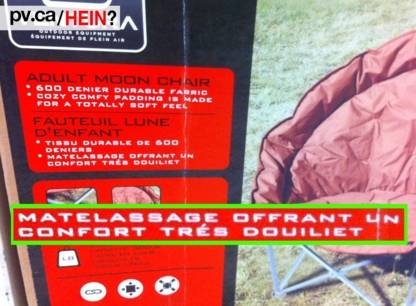 pv.ca/HEIN?
OUTDOOR EQUIPMENT
ÉQUIPEMENT DE PLEIN AIR
ADULT MOON CHAIR
• 600 DENIER DURABLE FABRIC
• COZY COMFY PADDING IS MADE
FOR A TOTALLY SOFT FEEL
FAUTEUIL LUNE
D'ENFANT
• TISSU DURABLE DE 600
DENIERS
• MATELASSAGE OFFRANT UN
CONFORT TRÉS DOUILIET
MATELASSAGE OFFRANT UN
CONFORT TRÉS DOUILIET